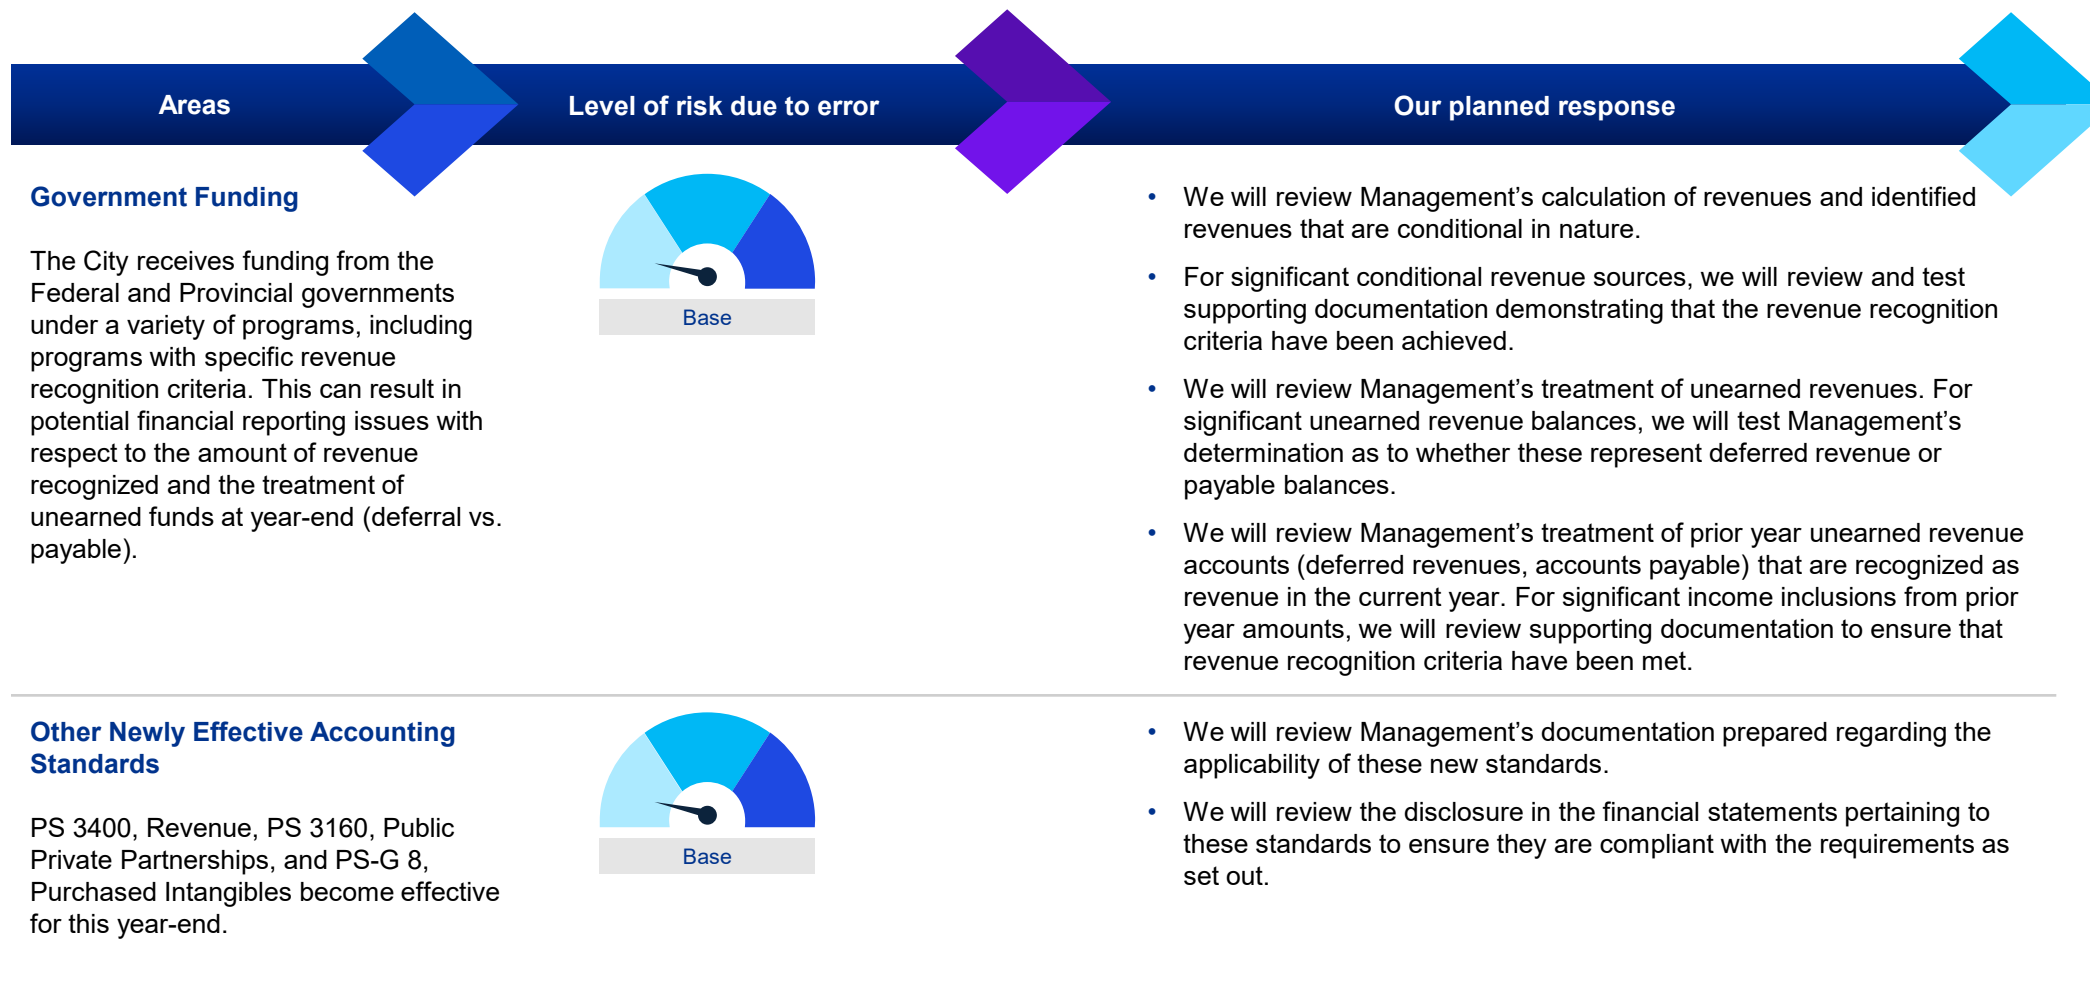 Areas
Level of risk due to error
Our planned response
Government Funding
The City receives funding from the
Federal and Provincial governments
under a variety of programs, including
programs with specific revenue
recognition criteria. This can result in
potential financial reporting issues with
respect to the amount of revenue
recognized and the treatment of
unearned funds at year-end (deferral vs.
payable).
Base
• We will review Management’s calculation of revenues and identified
revenues that are conditional in nature.
• For significant conditional revenue sources, we will review and test
supporting documentation demonstrating that the revenue recognition
criteria have been achieved.
• We will review Management’s treatment of unearned revenues. For
significant unearned revenue balances, we will test Management’s
determination as to whether these represent deferred revenue or
payable balances.
• We will review Management’s treatment of prior year unearned revenue
accounts (deferred revenues, accounts payable) that are recognized as
revenue in the current year. For significant income inclusions from prior
year amounts, we will review supporting documentation to ensure that
revenue recognition criteria have been met.
Other Newly Effective Accounting
Standards
PS 3400, Revenue, PS 3160, Public
Private Partnerships, and PS-G 8,
Purchased Intangibles become effective
for this year-end.
Base
• We will review Management’s documentation prepared regarding the
applicability of these new standards.
• We will review the disclosure in the financial statements pertaining to
these standards to ensure they are compliant with the requirements as
set out.